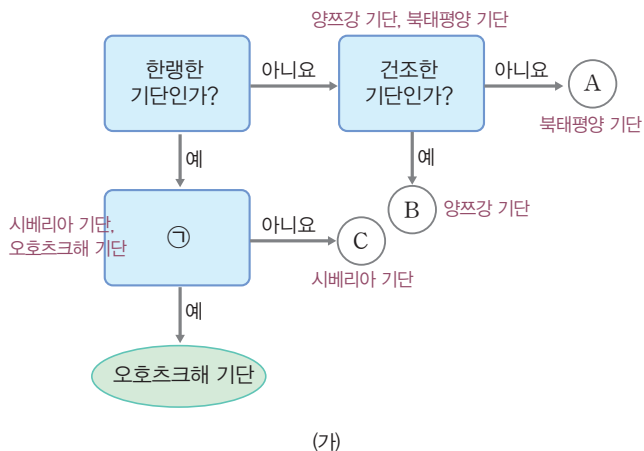 양쯔강 기단, 북태평양 기단
한랭한
기단인가?
아니요
건조한
기단인가?
아니요
A
북태평양 기단
예
예
시베리아 기단,
오호츠크해 기단
㉠
아니요
C
B
양쯔강 기단
시베리아 기단
예
오호츠크해 기단
(가)